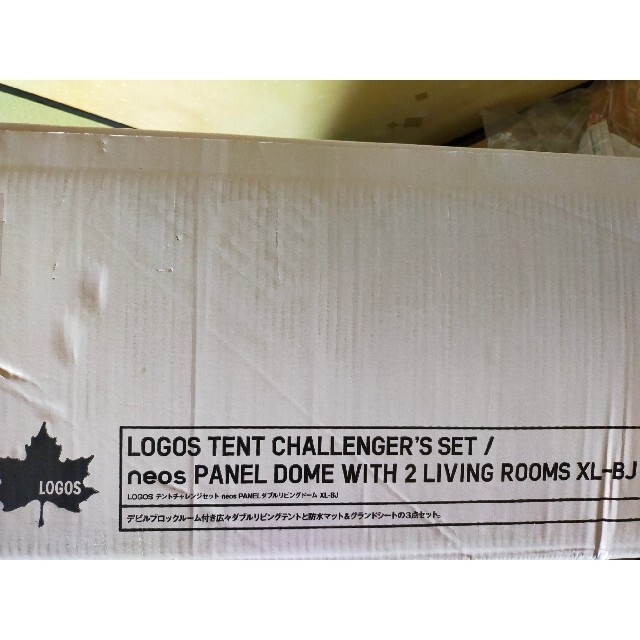 LOGOS
LOGOS TENT CHALLENGER'S SET /
neos PANEL DOME WITH 2 LIVING ROOMS XL-BJ
LOGOS テントチャレンジセット neos PANELダブルリビングドーム XL-BJ
デビルブロックルーム付き広々ダブルリビングテントと防水マット&グランドシートの3点セット。